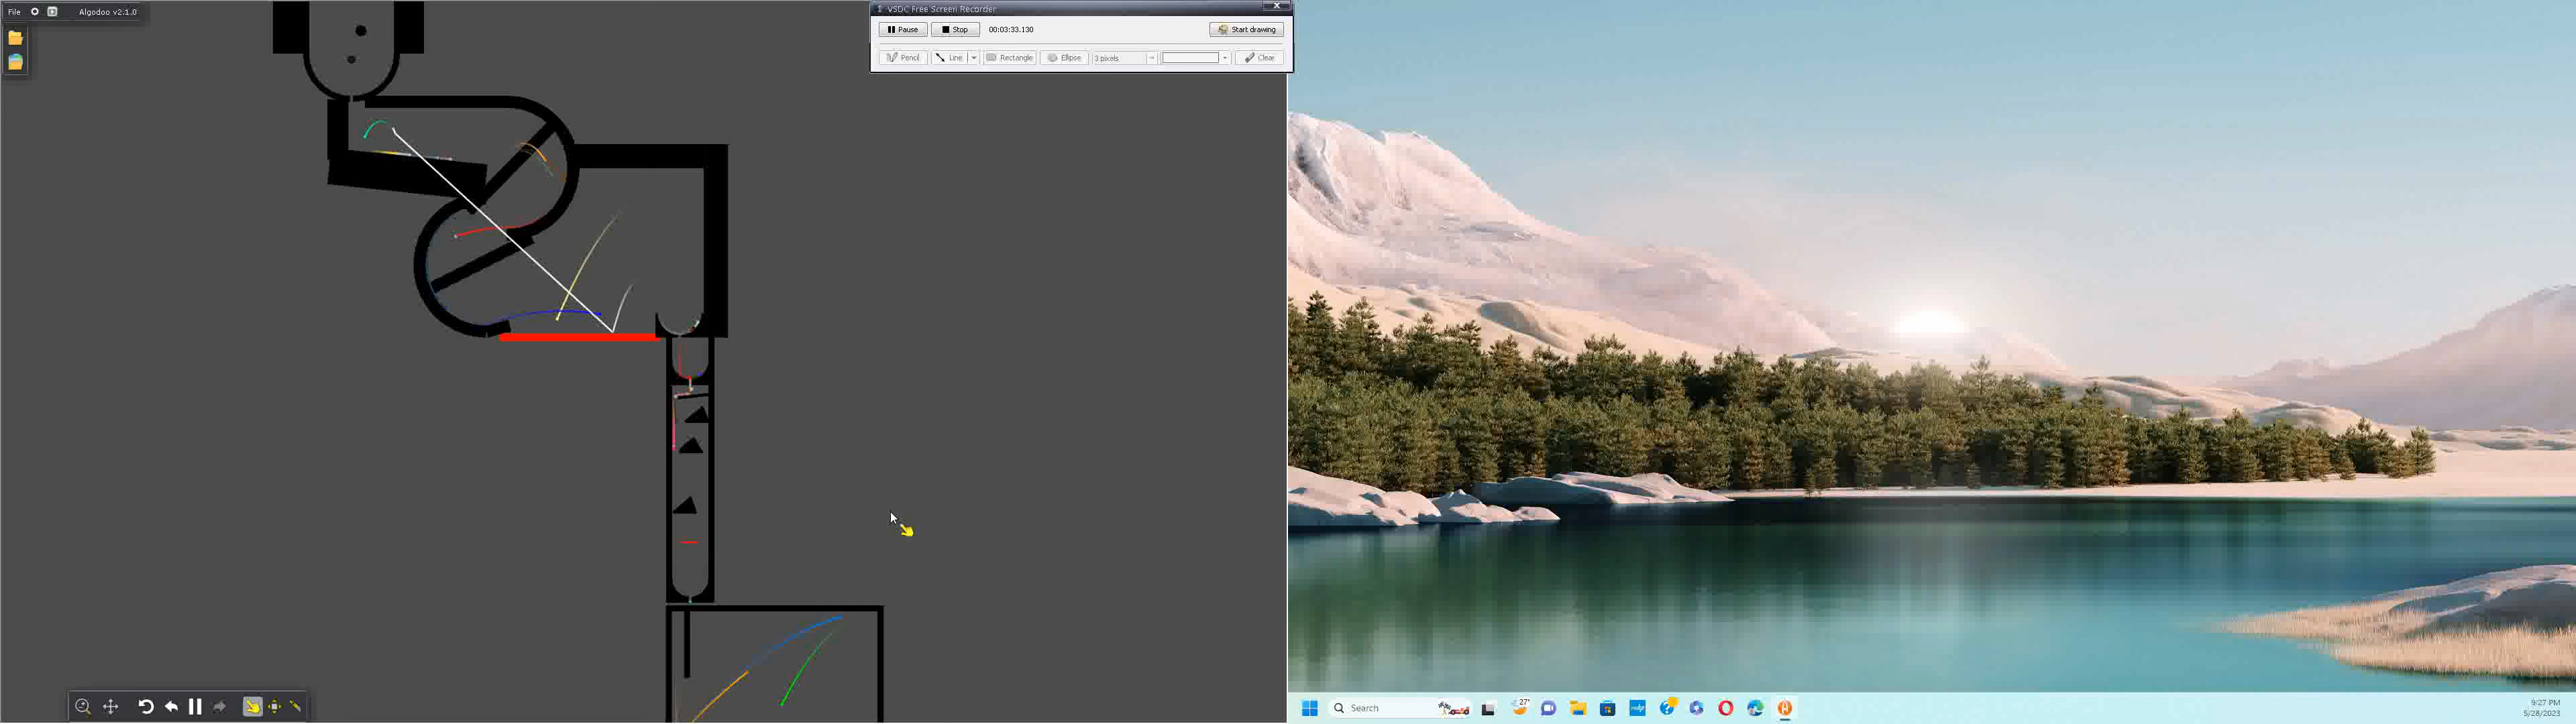 File Algodoo v2.1.0
VSDC Free Screen Recorder
Pause Stop 00:03:33.130 Start drawing
Pencil Line Rectangle Ellipse 3 pixels Clear
Search
27°
9:27 PM
5/28/2023